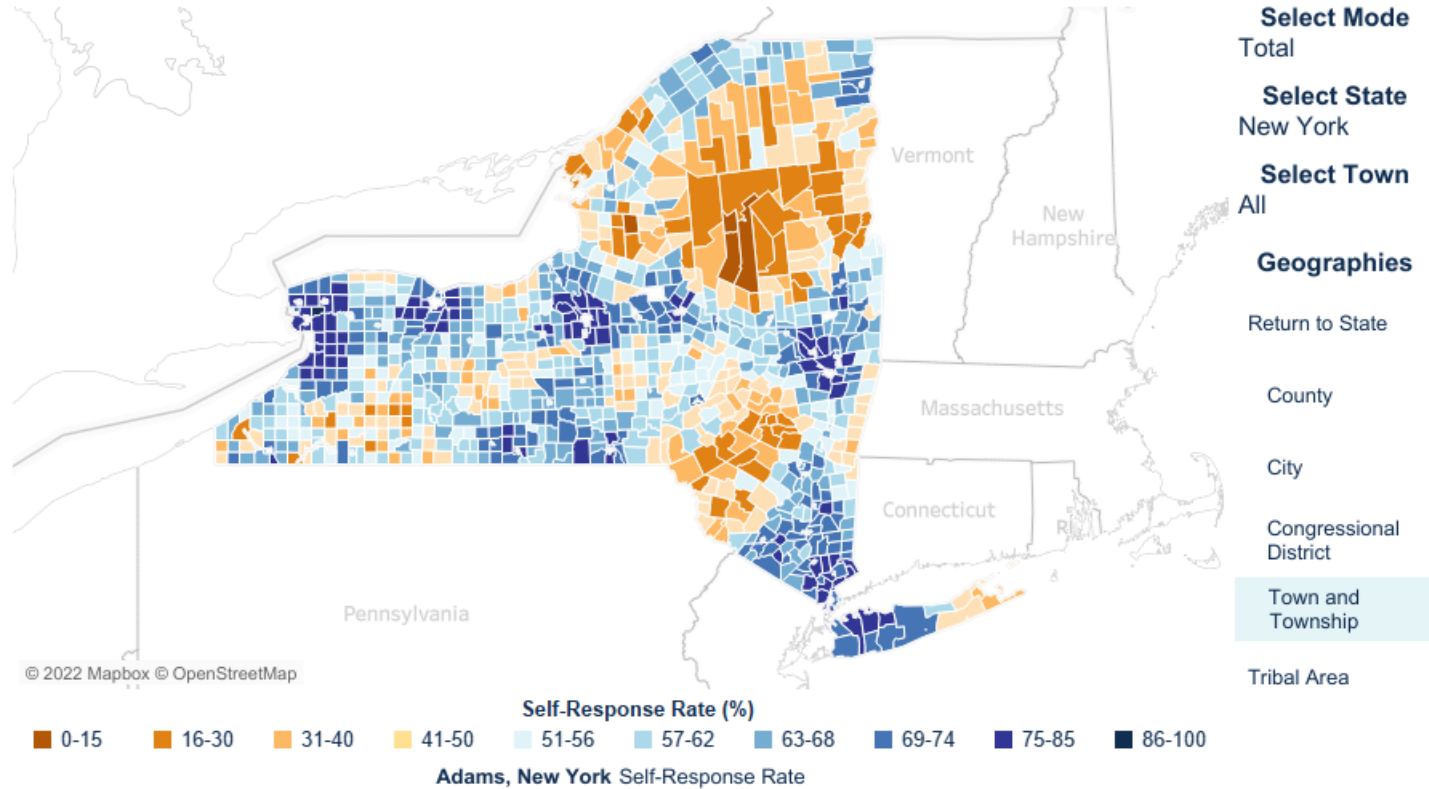 Select Mode
Total
Select State
New York
Select Town
All
Geographies
Return to State
County
City
Congressional
District
Town and
Township
Tribal Area
Vermont
New
Hampshire
Massachusetts
Connecticut
RI
Pennsylvania
© 2022 Mapbox © OpenStreetMap
Self-Response Rate (%)
0-15 16-30 31-40 41-50 51-56 57-62 63-68 69-74 75-85 86-100
Adams, New York Self-Response Rate